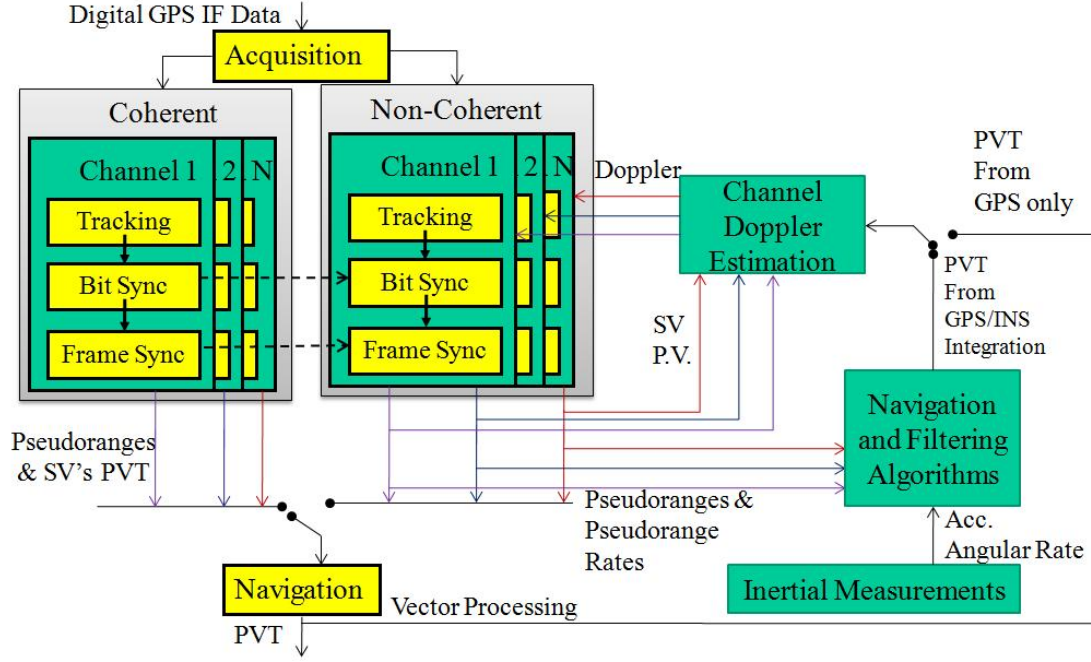 Digital GPS IF Data
Acquisition
Coherent
Channel 1
2
N
Tracking
Bit Sync
Frame Sync
Pseudoranges
& SV's PVT
Non-Coherent
Channel 1
2
N
Tracking
Bit Sync
Frame Sync
Doppler
Channel
Doppler
Estimation
PVT
From
GPS only
PVT
From
GPS/INS
Integration
SV
P.V.
Navigation
and Filtering
Algorithms
Pseudoranges &
Pseudorange
Rates
Acc.
Angular Rate
Inertial Measurements
Navigation
Vector Processing
PVT